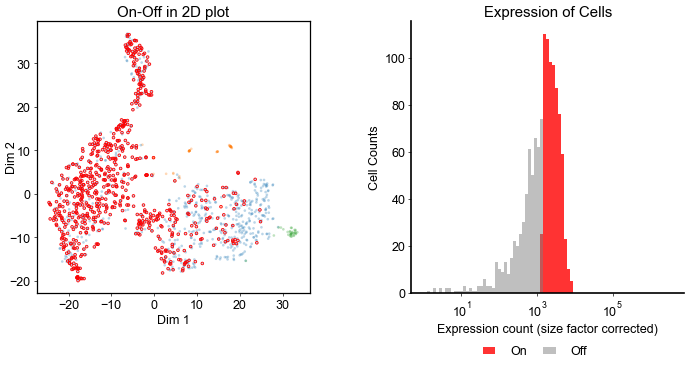 On-Off in 2D plot
Dim 2
30
20
10
0
−10
−20
−20 −10 0 10 20 30
Dim 1
Expression of Cells
Cell Counts
100
80
60
40
20
0
10^1 10^3 10^5
Expression count (size factor corrected)
On Off